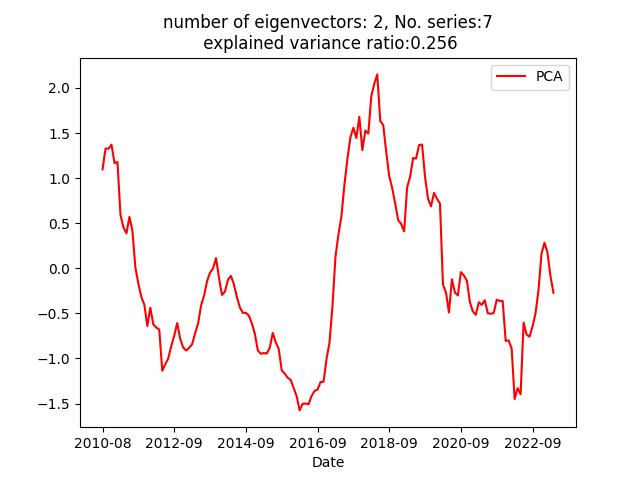 number of eigenvectors: 2, No. series:7
explained variance ratio:0.256
PCA
2.0
1.5
1.0
0.5
0.0
−0.5
−1.0
−1.5
2010-08 2012-09 2014-09 2016-09 2018-09 2020-09 2022-09
Date